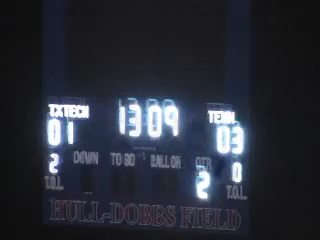 TXTECH 13:09 TENN.
01 03
2 DOWN TO GO BALL ON QTR 0
T.O.L. 2 T.O.L.
HULL-DOBBS FIELD